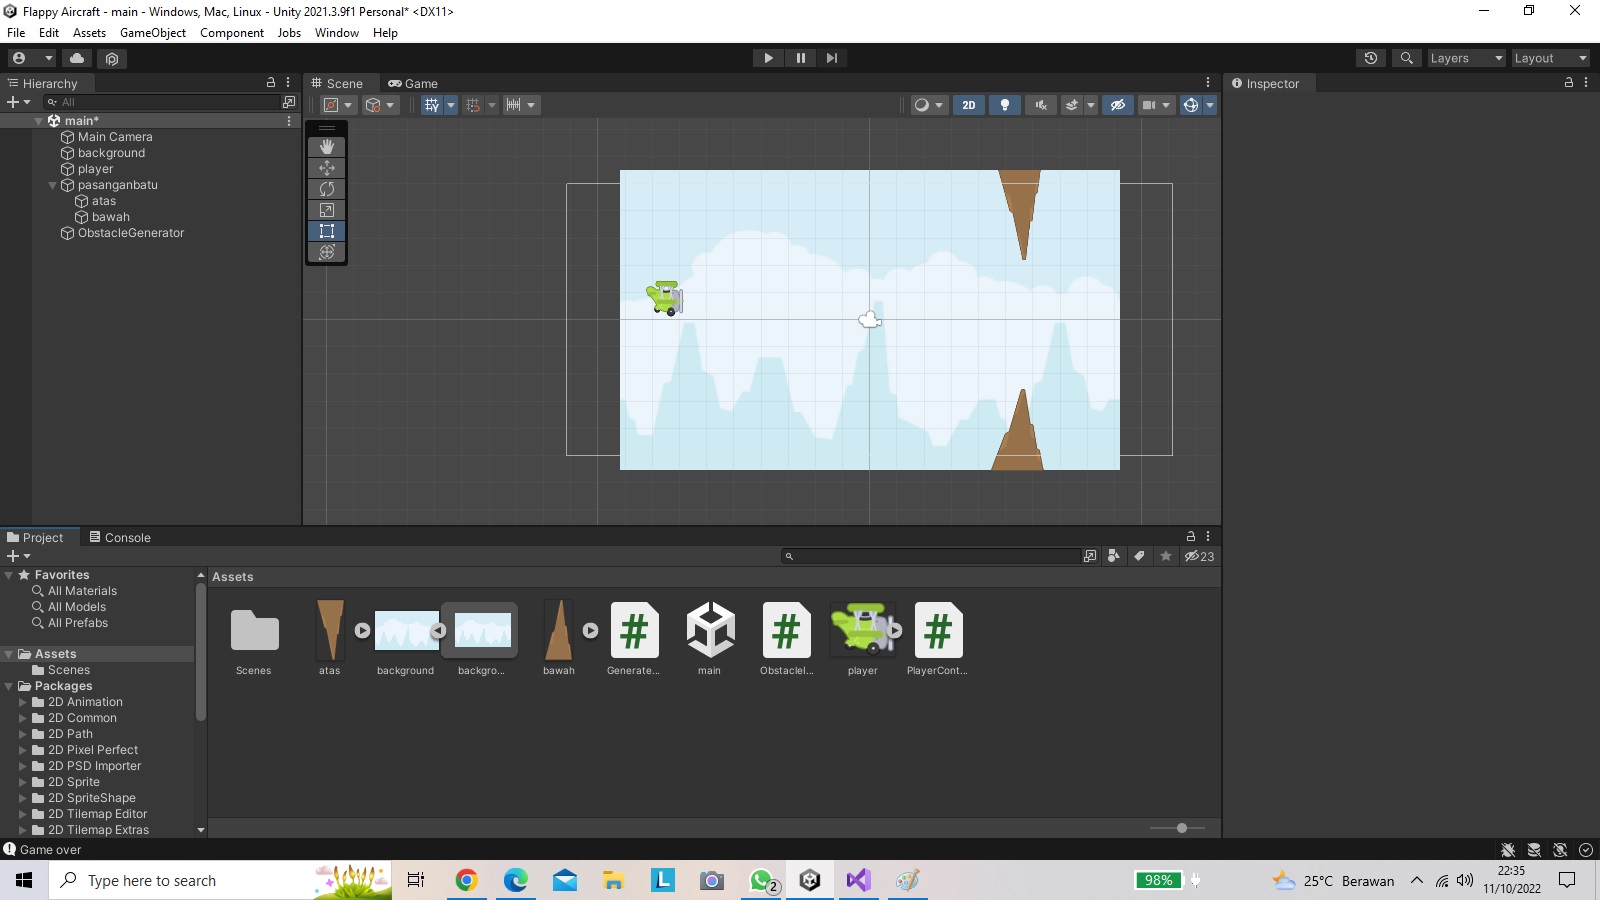 Flappy Aircraft - main - Windows, Mac, Linux - Unity 2021.3.9f1 Personal* <DX11>
File Edit Assets GameObject Component Jobs Window Help
Layers Layout
Hierarchy
All
main*
Main Camera
background
player
pasanganbatu
atas
bawah
ObstacleGenerator
Scene Game
2D
Inspector
Project Console
23
Favorites
All Materials
All Models
All Prefabs
Assets
Scenes
Packages
2D Animation
2D Common
2D Path
2D Pixel Perfect
2D PSD Importer
2D Sprite
2D SpriteShape
2D Tilemap Editor
2D Tilemap Extras
Assets
Scenes atas background backgro... bawah Generate... main Obstaclel... player PlayerCont...
Game over
Type here to search
2
98%
25°C Berawan
22:35
11/10/2022